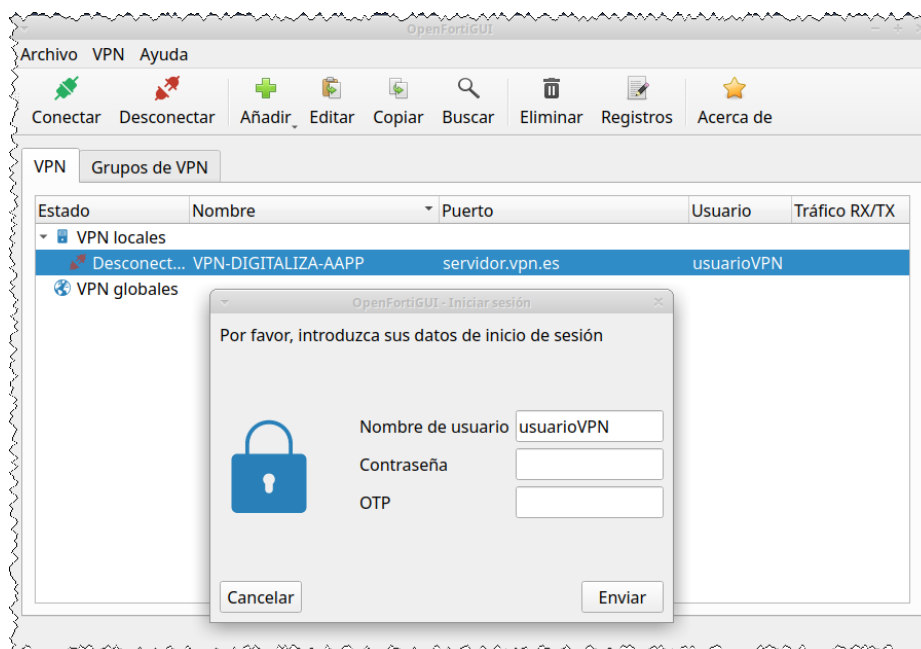 OpenFortiGUI
Archivo VPN Ayuda
Conectar Desconectar Añadir Editar Copiar Buscar Eliminar Registros Acerca de
VPN Grupos de VPN
Estado Nombre Puerto Usuario Tráfico RX/TX
VPN locales
Desconect... VPN-DIGITALIZA-AAPP servidor.vpn.es usuarioVPN
VPN globales
OpenFortiGUI - Iniciar sesión
Por favor, introduzca sus datos de inicio de sesión
Nombre de usuario usuarioVPN
Contraseña
OTP
Cancelar Enviar